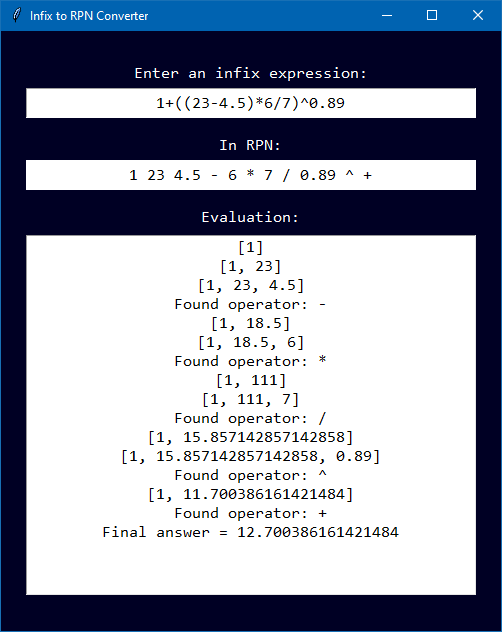 Infix to RPN Converter
Enter an infix expression:
1+((23-4.5)*6/7)^0.89
In RPN:
1 23 4.5 - 6 * 7 / 0.89 ^ +
Evaluation:
[1]
[1, 23]
[1, 23, 4.5]
Found operator: -
[1, 18.5]
[1, 18.5, 6]
Found operator: *
[1, 111]
[1, 111, 7]
Found operator: /
[1, 15.857142857142858]
[1, 15.857142857142858, 0.89]
Found operator: ^
[1, 11.700386161421484]
Found operator: +
Final answer = 12.700386161421484